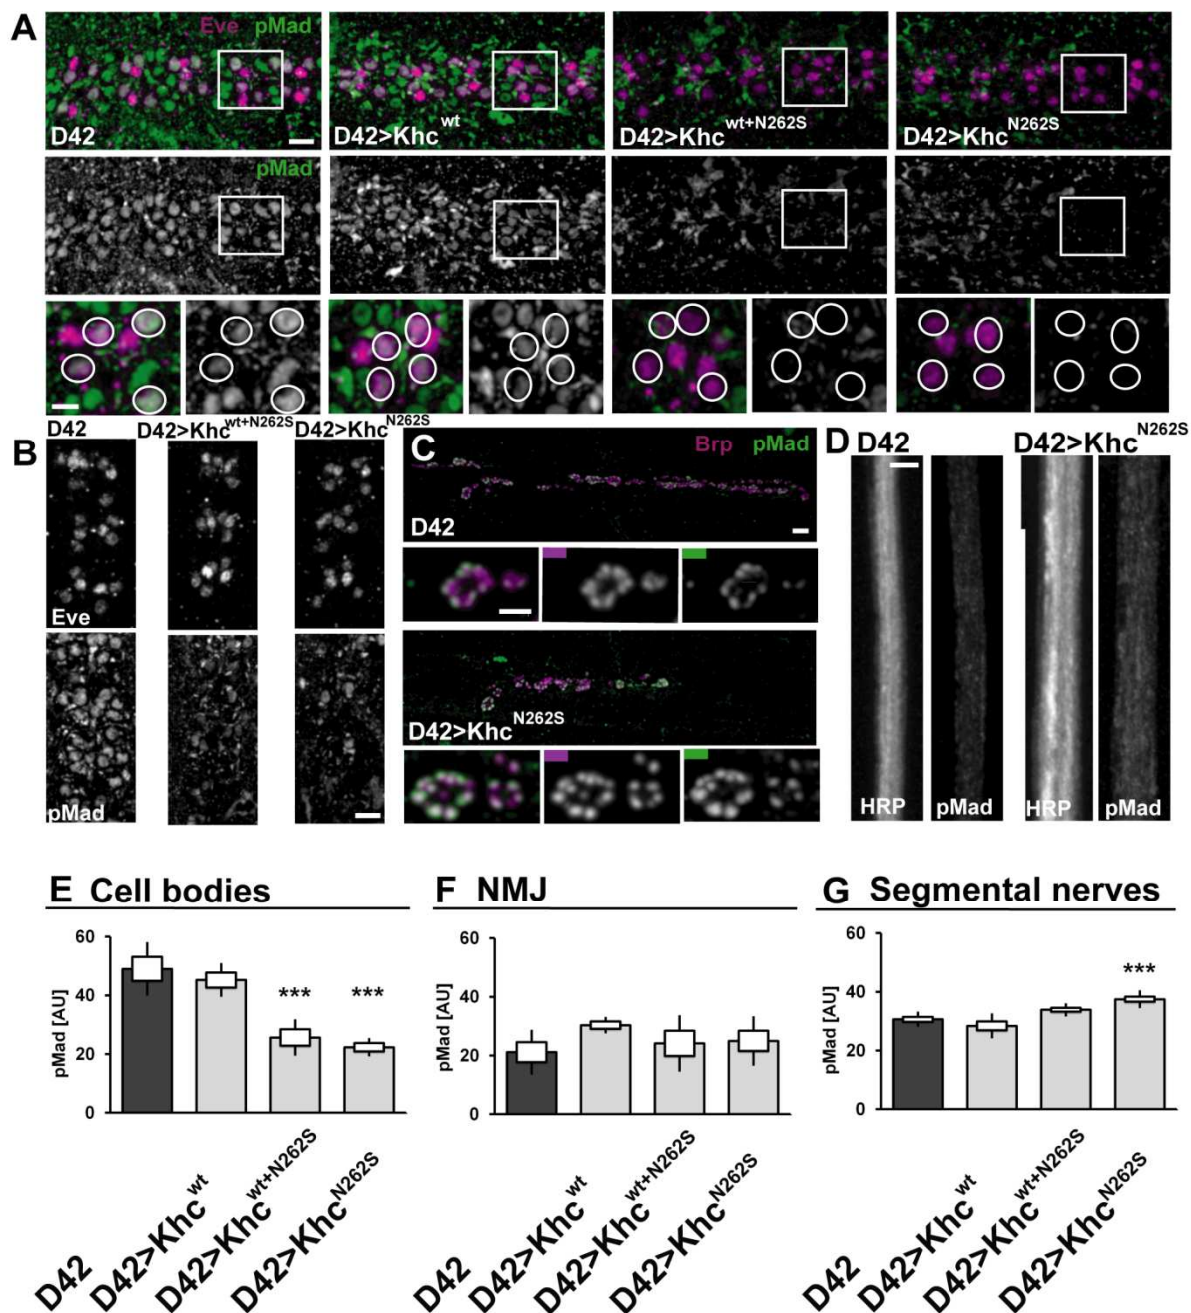 A
Eve pMad
D42
D42>Khc^wt
D42>Khc^wt+N262S
D42>Khc^N262S
pMad
B
D42
D42>Khc^wt+N262S
D42>Khc^N262S
Eve
pMad
C
Brp pMad
D42
D42>Khc^N262S
D
D42
D42>Khc^N262S
HRP
pMad
HRP
pMad
E Cell bodies
pMad [AU]
60
40
20
0
***
***
D42
D42>Khc^wt
D42>Khc^wt+N262S
D42>Khc^N262S
F NMJ
pMad [AU]
60
40
20
0
D42
D42>Khc^wt
D42>Khc^wt+N262S
D42>Khc^N262S
G Segmental nerves
pMad [AU]
60
40
20
0
***
D42
D42>Khc^wt
D42>Khc^wt+N262S
D42>Khc^N262S